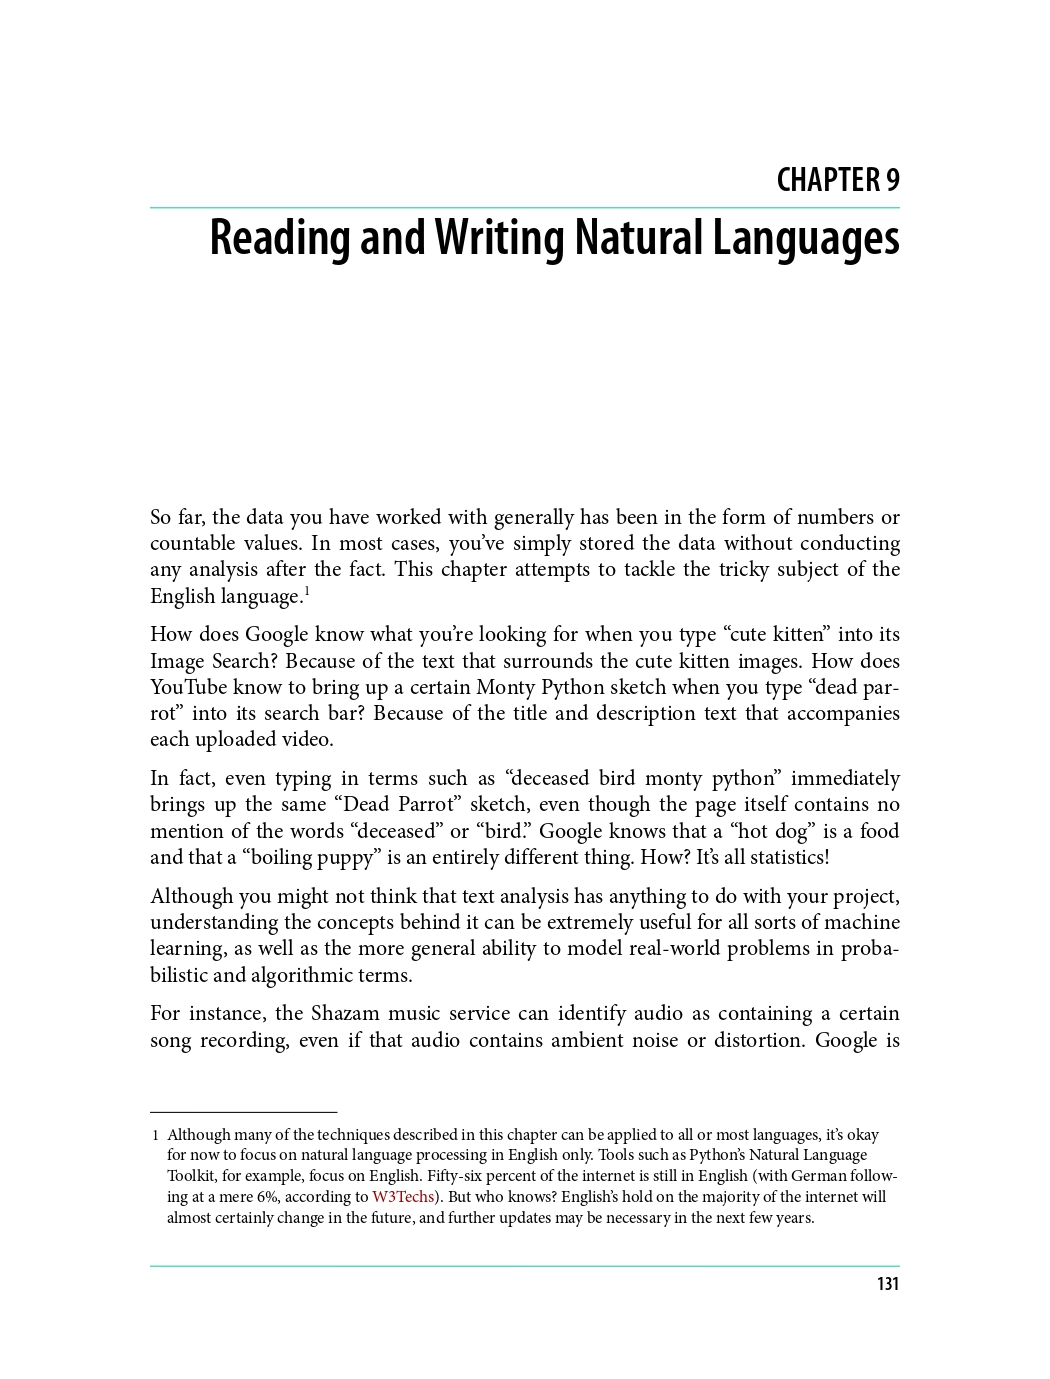 CHAPTER 9
Reading and Writing Natural Languages
So far, the data you have worked with generally has been in the form of numbers or
countable values. In most cases, you’ve simply stored the data without conducting
any analysis after the fact. This chapter attempts to tackle the tricky subject of the
English language.1
How does Google know what you’re looking for when you type “cute kitten” into its
Image Search? Because of the text that surrounds the cute kitten images. How does
YouTube know to bring up a certain Monty Python sketch when you type “dead par-
rot” into its search bar? Because of the title and description text that accompanies
each uploaded video.
In fact, even typing in terms such as “deceased bird monty python” immediately
brings up the same “Dead Parrot” sketch, even though the page itself contains no
mention of the words “deceased” or “bird.” Google knows that a “hot dog” is a food
and that a “boiling puppy” is an entirely different thing. How? It’s all statistics!
Although you might not think that text analysis has anything to do with your project,
understanding the concepts behind it can be extremely useful for all sorts of machine
learning, as well as the more general ability to model real-world problems in proba-
bilistic and algorithmic terms.
For instance, the Shazam music service can identify audio as containing a certain
song recording, even if that audio contains ambient noise or distortion. Google is
1 Although many of the techniques described in this chapter can be applied to all or most languages, it’s okay
for now to focus on natural language processing in English only. Tools such as Python’s Natural Language
Toolkit, for example, focus on English. Fifty-six percent of the internet is still in English (with German follow-
ing at a mere 6%, according to W3Techs). But who knows? English’s hold on the majority of the internet will
almost certainly change in the future, and further updates may be necessary in the next few years.
131